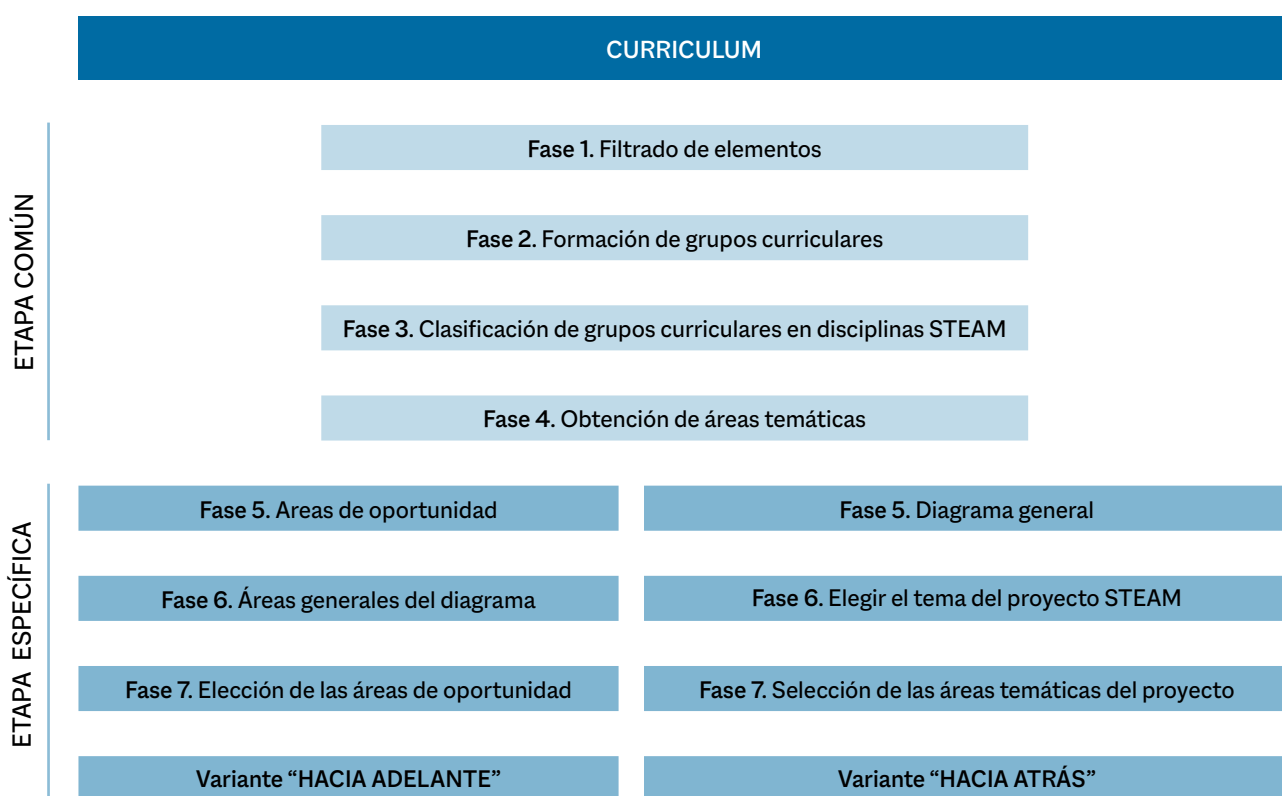 CURRICULUM
ETAPA COMÚN
Fase 1. Filtrado de elementos
Fase 2. Formación de grupos curriculares
Fase 3. Clasificación de grupos curriculares en disciplinas STEAM
Fase 4. Obtención de áreas temáticas
ETAPA ESPECÍFICA
Fase 5. Areas de oportunidad
Fase 5. Diagrama general
Fase 6. Áreas generales del diagrama
Fase 6. Elegir el tema del proyecto STEAM
Fase 7. Elección de las áreas de oportunidad
Fase 7. Selección de las áreas temáticas del proyecto
Variante “HACIA ADELANTE”
Variante “HACIA ATRÁS”